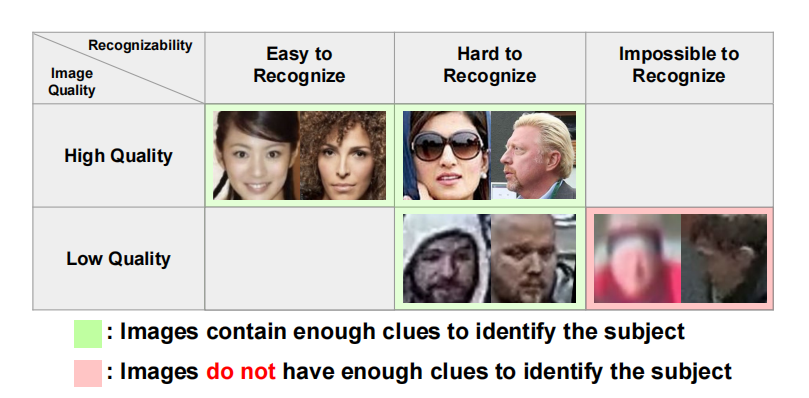 Recognizability
Image
Quality
Easy to
Recognize
Hard to
Recognize
Impossible to
Recognize
High Quality
Low Quality
: Images contain enough clues to identify the subject
: Images do not have enough clues to identify the subject